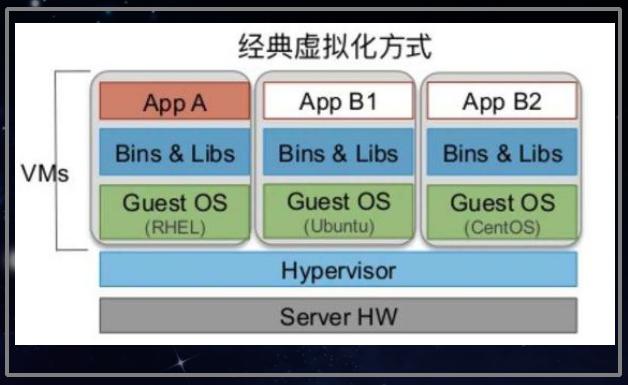 经典虚拟化方式
App A
App B1
App B2
VMs
Bins & Libs
Bins & Libs
Bins & Libs
Guest OS
(RHEL)
Guest OS
(Ubuntu)
Guest OS
(CentOS)
Hypervisor
Server HW